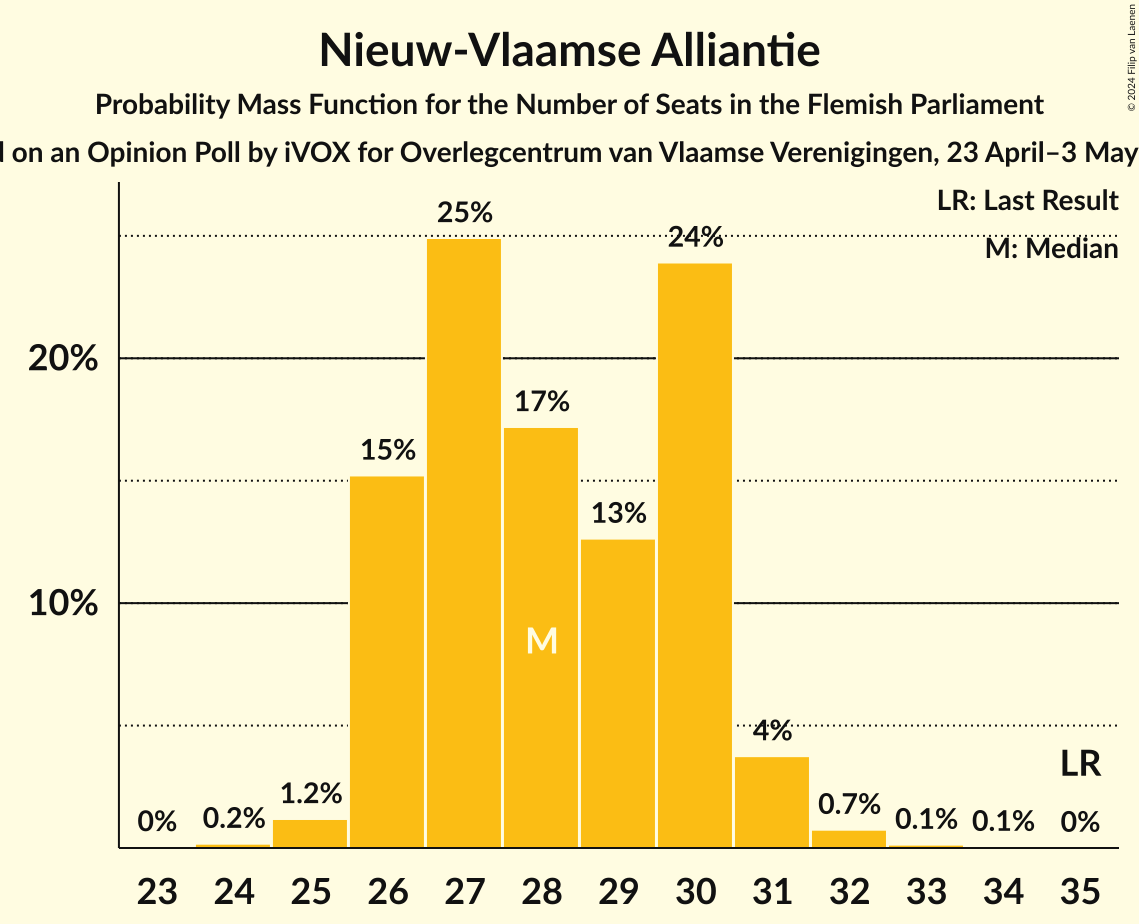 Nieuw-Vlaamse Alliantie
Probability Mass Function for the Number of Seats in the Flemish Parliament
on an Opinion Poll by iVOX for Overlegcentrum van Vlaamse Verenigingen, 23 April–3 May
© 2024 Filip van Laenen
LR: Last Result
M: Median
25%
24%
20%
17%
15%
13%
10%
M
4%
LR
0%
0.2%
1.2%
0.7%
0.1%
0.1%
0%
23 24 25 26 27 28 29 30 31 32 33 34 35